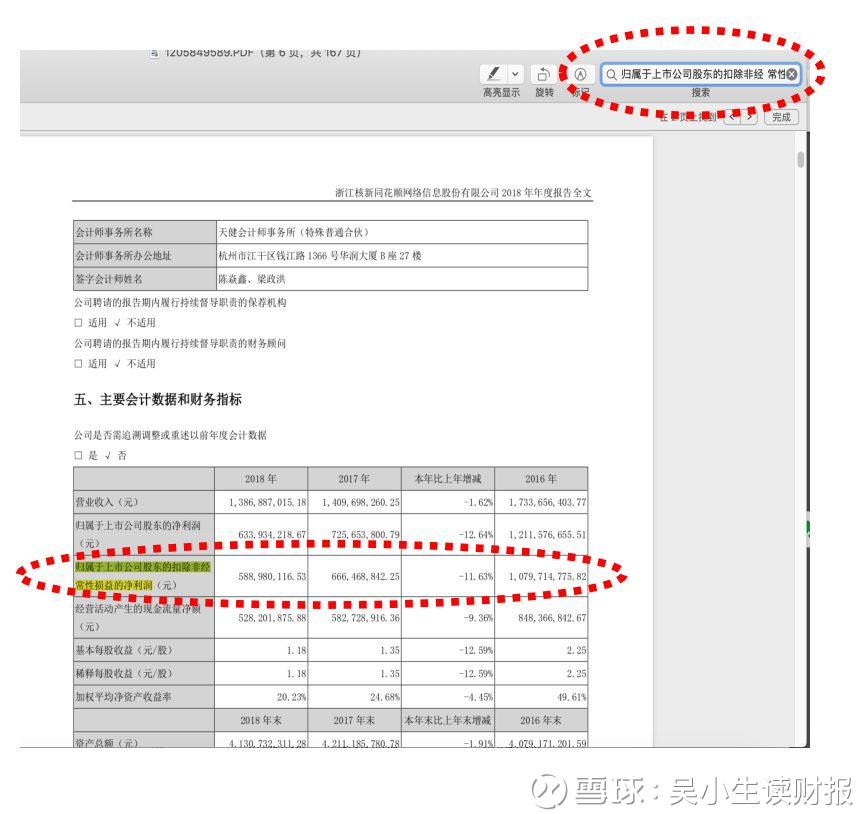 1205849589.PDF（第 6 页，共 167 页）
归属于上市公司股东的扣除非经 常性
高亮显示 旋转 标记 搜索
页上找到 < > 完成
浙江核新同花顺网络信息股份有限公司 2018 年年度报告全文
会计师事务所名称 天健会计师事务所（特殊普通合伙）
会计师事务所办公地址 杭州市江干区钱江路 1366 号华润大厦 B 座 27 楼
签字会计师姓名 陈焱鑫、梁政洪
公司聘请的报告期内履行持续督导职责的保荐机构
□ 适用 √ 不适用
公司聘请的报告期内履行持续督导职责的财务顾问
□ 适用 √ 不适用
五、主要会计数据和财务指标
公司是否需追溯调整或重述以前年度会计数据
□ 是 √ 否
2018 年 2017 年 本年比上年增减 2016 年
营业收入（元） 1,386,887,015.18 1,409,698,260.25 -1.62% 1,733,656,403.77
归属于上市公司股东的净利润
（元） 633,934,218.67 725,653,800.79 -12.64% 1,211,576,655.51
归属于上市公司股东的扣除非经
常性损益的净利润（元） 588,980,116.53 666,468,842.25 -11.63% 1,079,714,775.82
经营活动产生的现金流量净额
（元） 528,201,875.88 582,728,916.36 -9.36% 848,366,842.67
基本每股收益（元/股） 1.18 1.35 -12.59% 2.25
稀释每股收益（元/股） 1.18 1.35 -12.59% 2.25
加权平均净资产收益率 20.23% 24.68% -4.45% 49.61%
2018 年末 2017 年末 本年末比上年末增减 2016 年末
资产总额（元） 4,130,732,311.28 4,211,185,780.78 -1.91% 4,079,171,201.59
雪球：吴小生读财报